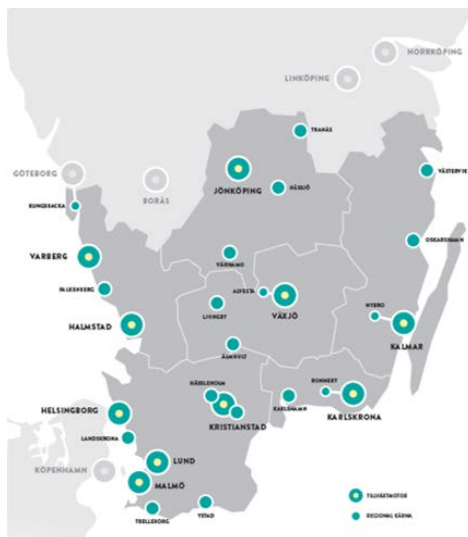 NORRKÖPING
LINKÖPING
TRANÅS
GÖTEBORG
BORÅS
JÖNKÖPING
NÄSSJÖ
VÄSTERVIK
KUNGSBACKA
OSKARSHAMN
VARBERG
VÄRNAMO
FALKENBERG
ALVESTA
LJUNGBY
VÄXJÖ
NYBRO
HALMSTAD
KALMAR
ÄLMHULT
HÄSSLEHOLM
RONNEBY
KARLSHAMN
HELSINGBORG
KRISTIANSTAD
KARLSKRONA
LANDSKRONA
LUND
KÖPENHAMN
MALMÖ
TRELLEBORG
YSTAD
TILLVÄXTMOTOR
REGIONAL KÄRNA